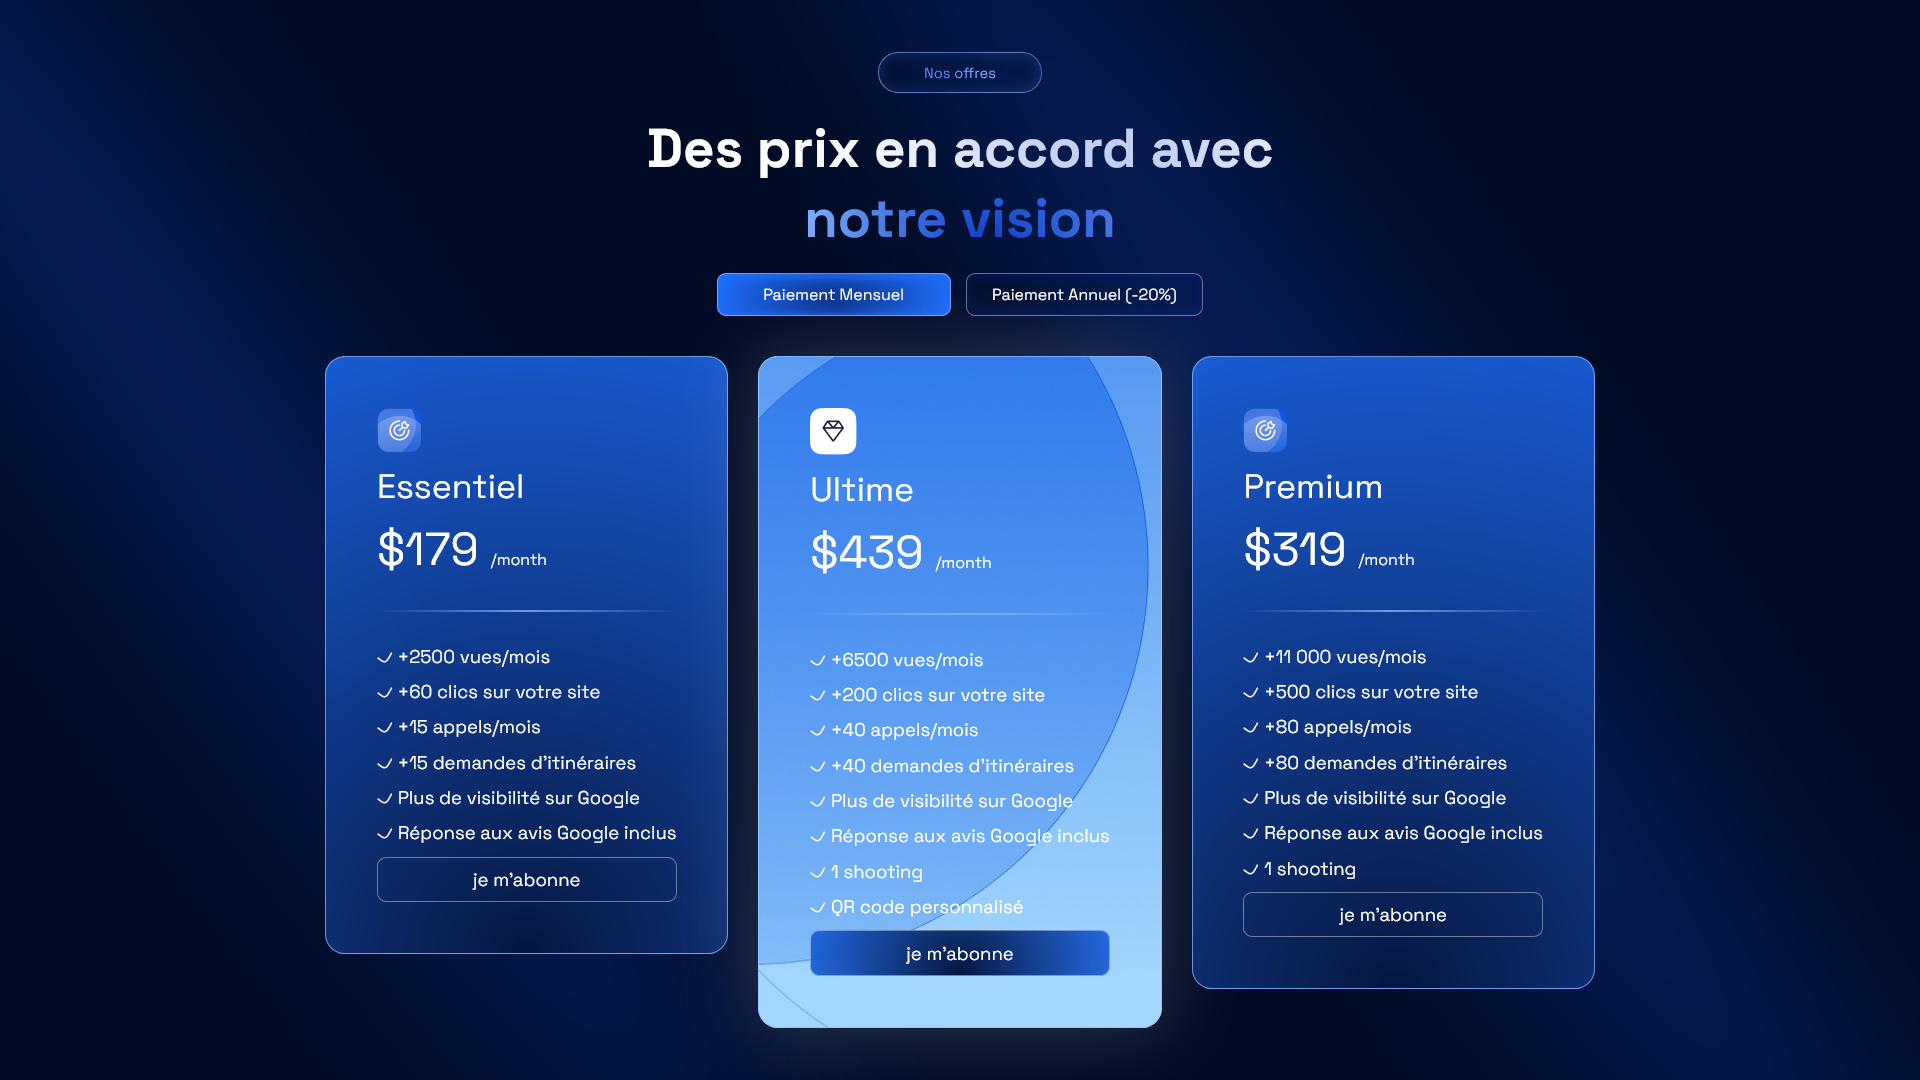 Nos offres
Des prix en accord avec
notre vision
Paiement Mensuel
Paiement Annuel (-20%)
Essentiel
$179 /month
+2500 vues/mois
+60 clics sur votre site
+15 appels/mois
+15 demandes d’itinéraires
Plus de visibilité sur Google
Réponse aux avis Google inclus
je m’abonne
Ultime
$439 /month
+6500 vues/mois
+200 clics sur votre site
+40 appels/mois
+40 demandes d’itinéraires
Plus de visibilité sur Google
Réponse aux avis Google inclus
1 shooting
QR code personnalisé
je m’abonne
Premium
$319 /month
+11 000 vues/mois
+500 clics sur votre site
+80 appels/mois
+80 demandes d’itinéraires
Plus de visibilité sur Google
Réponse aux avis Google inclus
1 shooting
je m’abonne